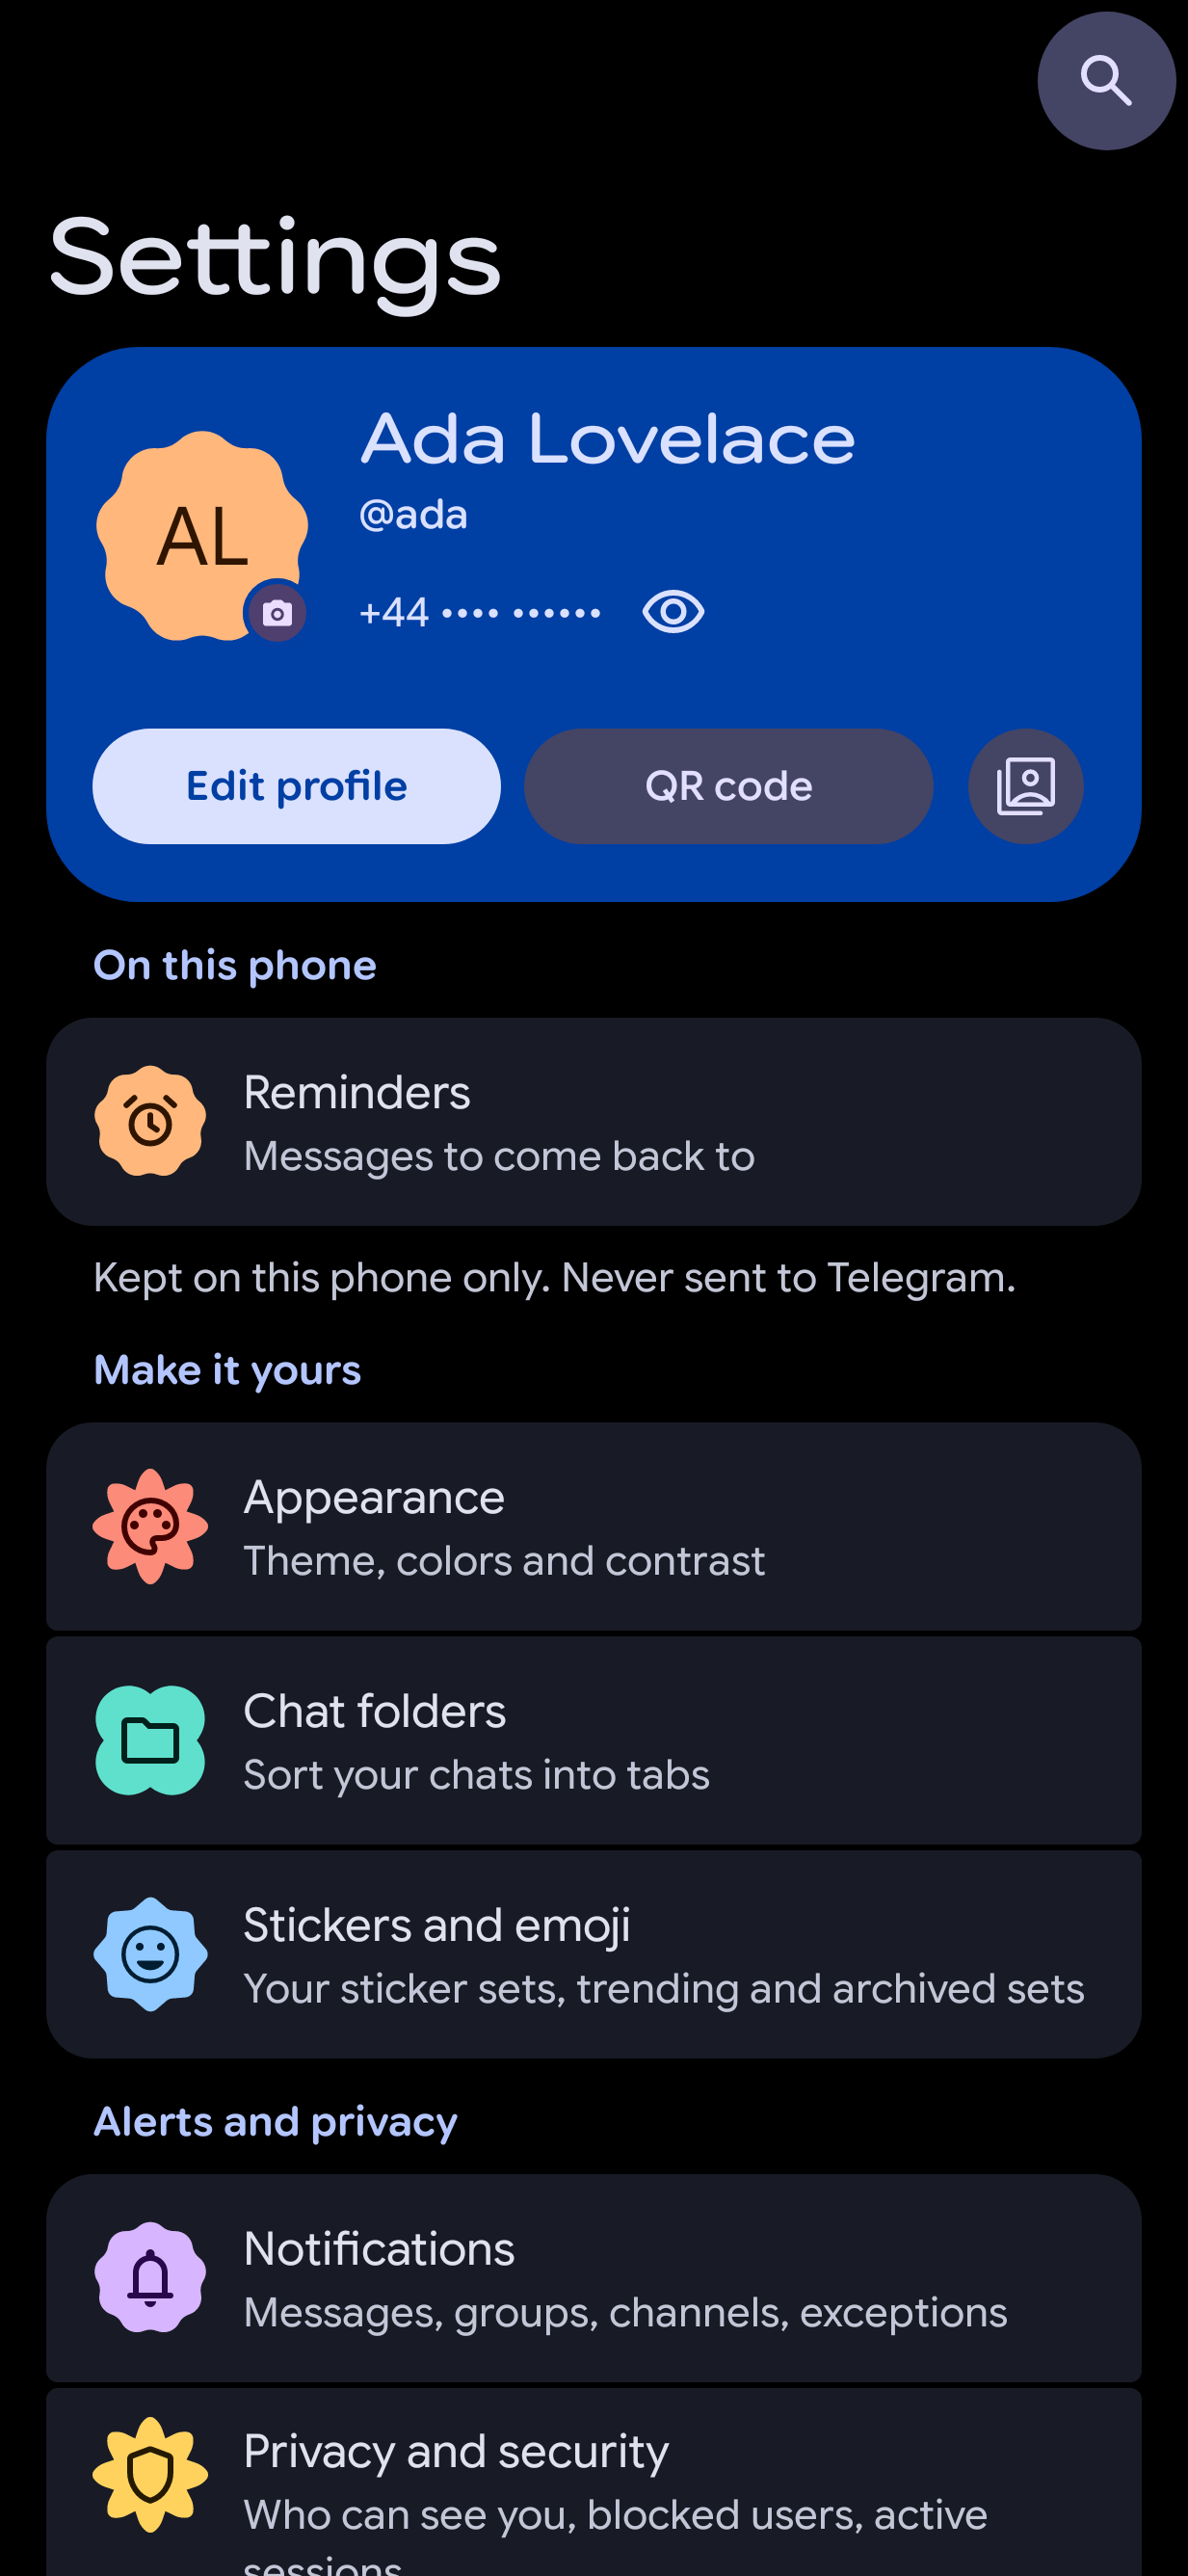 Settings
AL
Ada Lovelace
@ada
+44 •••• ••••••
Edit profile
QR code
On this phone
Reminders
Messages to come back to
Kept on this phone only. Never sent to Telegram.
Make it yours
Appearance
Theme, colors and contrast
Chat folders
Sort your chats into tabs
Stickers and emoji
Your sticker sets, trending and archived sets
Alerts and privacy
Notifications
Messages, groups, channels, exceptions
Privacy and security
Who can see you, blocked users, active
sessions